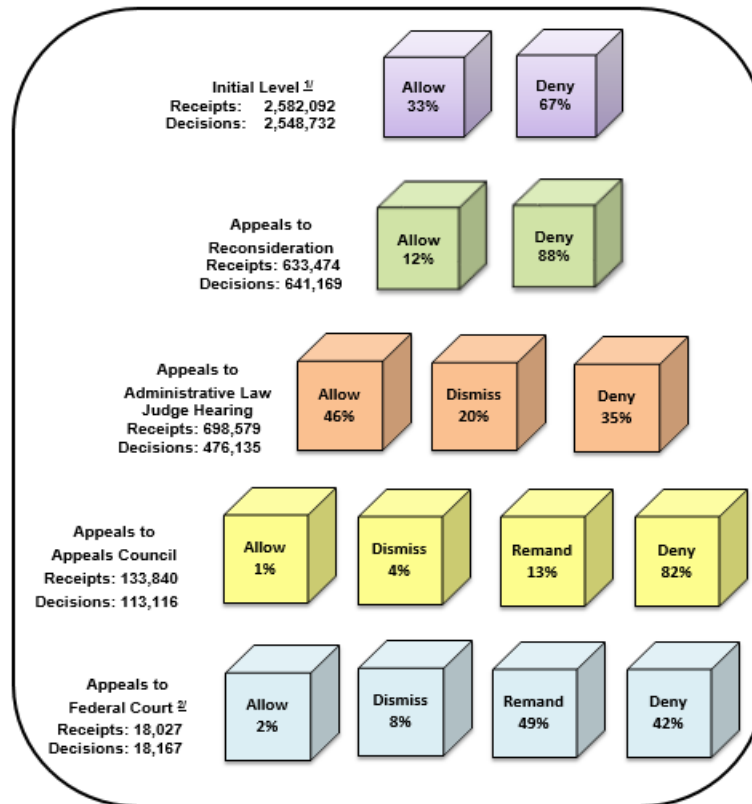 Initial Level 1/
Receipts: 2,582,092
Decisions: 2,548,732
Allow
33%
Deny
67%
Appeals to
Reconsideration
Receipts: 633,474
Decisions: 641,169
Allow
12%
Deny
88%
Appeals to
Administrative Law
Judge Hearing
Receipts: 698,579
Decisions: 476,135
Allow
46%
Dismiss
20%
Deny
35%
Appeals to
Appeals Council
Receipts: 133,840
Decisions: 113,116
Allow
1%
Dismiss
4%
Remand
13%
Deny
82%
Appeals to
Federal Court 2/
Receipts: 18,027
Decisions: 18,167
Allow
2%
Dismiss
8%
Remand
49%
Deny
42%